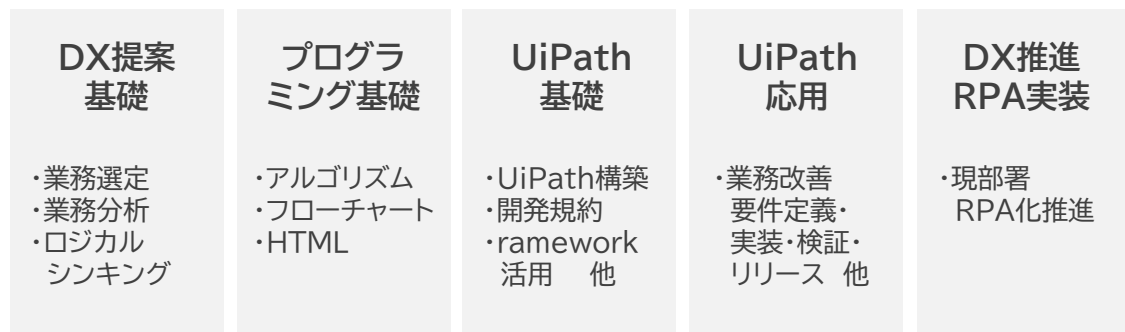 DX提案
基礎
・業務選定
・業務分析
・ロジカル
シンキング
プログラ
ミング基礎
・アルゴリズム
・フローチャート
・HTML
UiPath
基礎
・UiPath構築
・開発規約
・ramework
活用　他
UiPath
応用
・業務改善
要件定義・
実装・検証・
リリース 他
DX推進
RPA実装
・現部署
RPA化推進